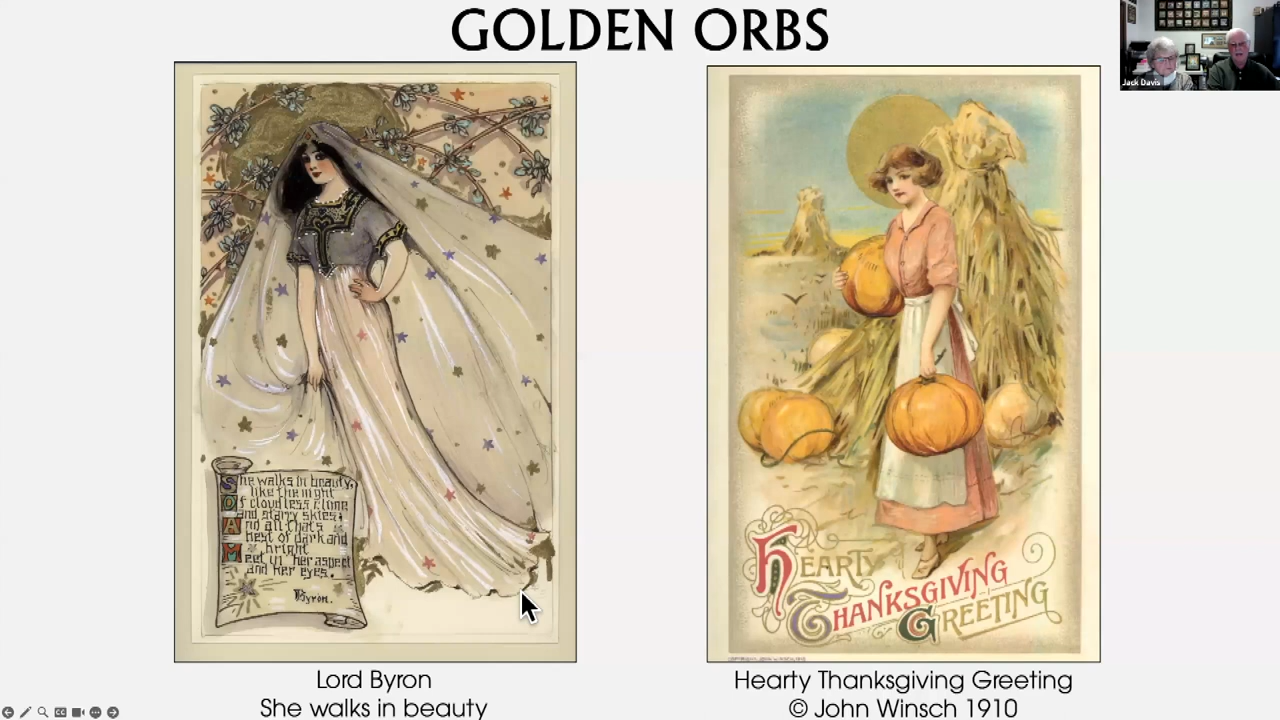 GOLDEN ORBS
Jack Davis
She walks in beauty,
like the night
Of cloudless clime
and starry skies;
And all that's
best of dark and
bright
Meet in her aspect
and her eyes.
Byron.
HEARTY
THANKSGIVING
GREETING
Lord Byron
She walks in beauty
Hearty Thanksgiving Greeting
© John Winsch 1910